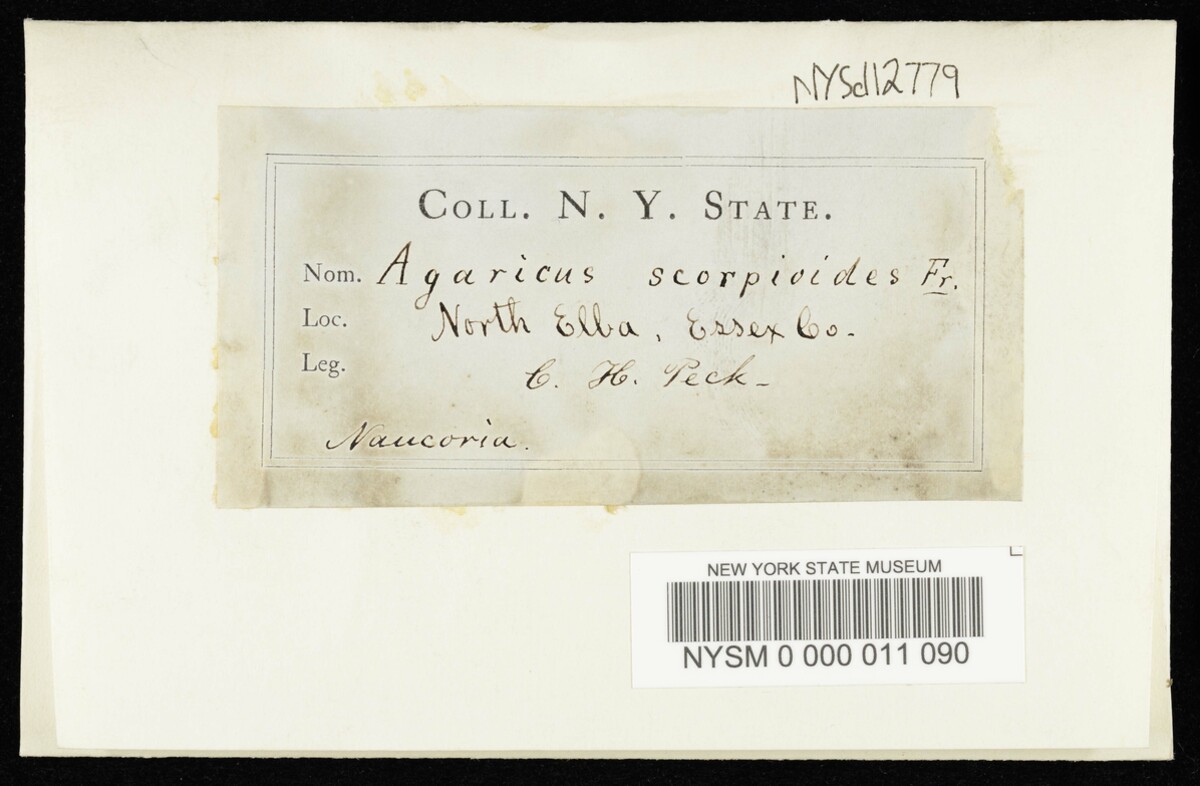 NYSd12779
COLL. N. Y. STATE.
Nom. Agaricus scorpioides Fr.
Loc. North Elba, Essex Co.
Leg. C. H. Peck
Naucoria.
NEW YORK STATE MUSEUM
NYSM 0 000 011 090